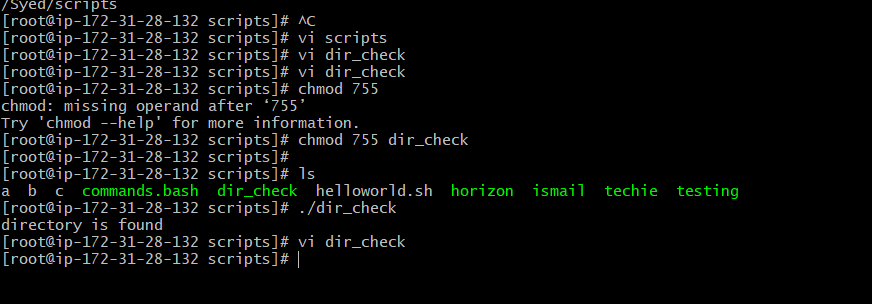 /Syed/scripts
[root@ip-172-31-28-132 scripts]# ^C
[root@ip-172-31-28-132 scripts]# vi scripts
[root@ip-172-31-28-132 scripts]# vi dir_check
[root@ip-172-31-28-132 scripts]# vi dir_check
[root@ip-172-31-28-132 scripts]# chmod 755
chmod: missing operand after ‘755’
Try 'chmod --help' for more information.
[root@ip-172-31-28-132 scripts]# chmod 755 dir_check
[root@ip-172-31-28-132 scripts]#
[root@ip-172-31-28-132 scripts]# ls
a  b  c  commands.bash  dir_check  helloworld.sh  horizon  ismail  techie  testing
[root@ip-172-31-28-132 scripts]# ./dir_check
directory is found
[root@ip-172-31-28-132 scripts]# vi dir_check
[root@ip-172-31-28-132 scripts]#